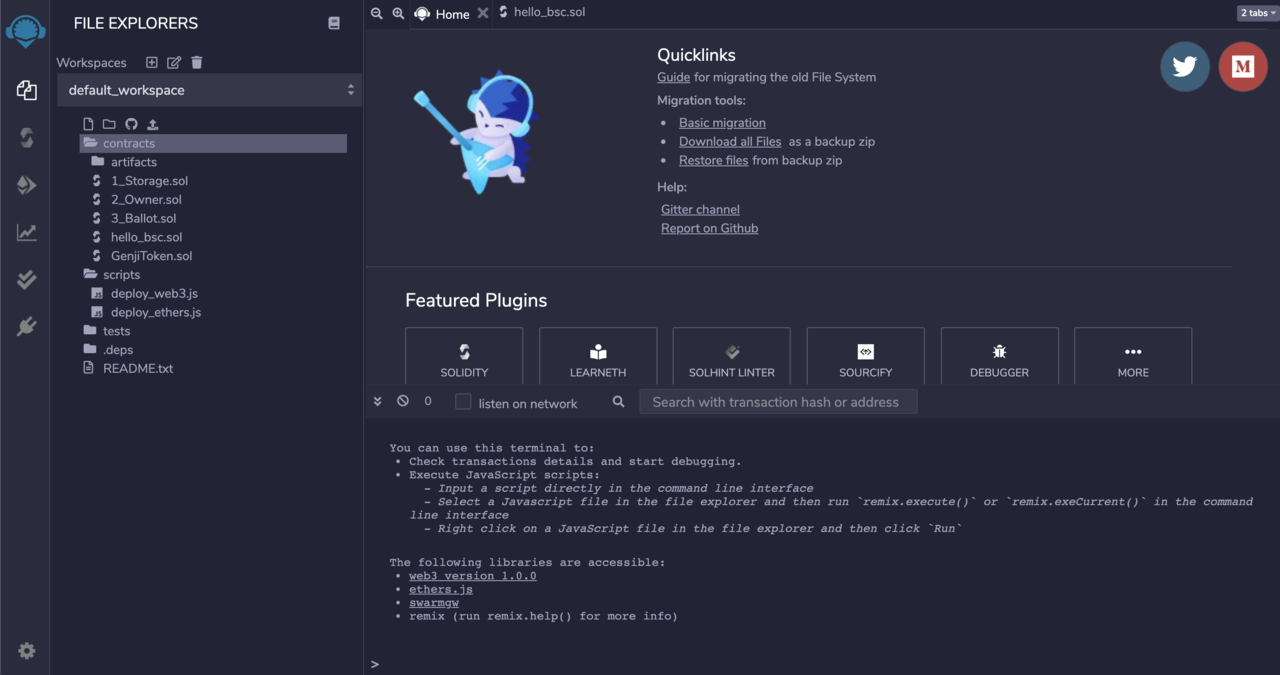 FILE EXPLORERS
Workspaces
default_workspace
contracts
artifacts
1_Storage.sol
2_Owner.sol
3_Ballot.sol
hello_bsc.sol
GenjiToken.sol
scripts
deploy_web3.js
deploy_ethers.js
tests
.deps
README.txt
Home
hello_bsc.sol
2 tabs
Quicklinks
Guide for migrating the old File System
Migration tools:
• Basic migration
• Download all Files as a backup zip
• Restore files from backup zip
Help:
Gitter channel
Report on Github
M
Featured Plugins
SOLIDITY
LEARNETH
SOLHINT LINTER
SOURCIFY
DEBUGGER
MORE
0
listen on network
Search with transaction hash or address
You can use this terminal to:
• Check transactions details and start debugging.
• Execute JavaScript scripts:
- Input a script directly in the command line interface
- Select a Javascript file in the file explorer and then run `remix.execute()` or `remix.exeCurrent()` in the command
line interface
- Right click on a JavaScript file in the file explorer and then click `Run`
The following libraries are accessible:
• web3 version 1.0.0
• ethers.js
• swarmgw
• remix (run remix.help() for more info)
>